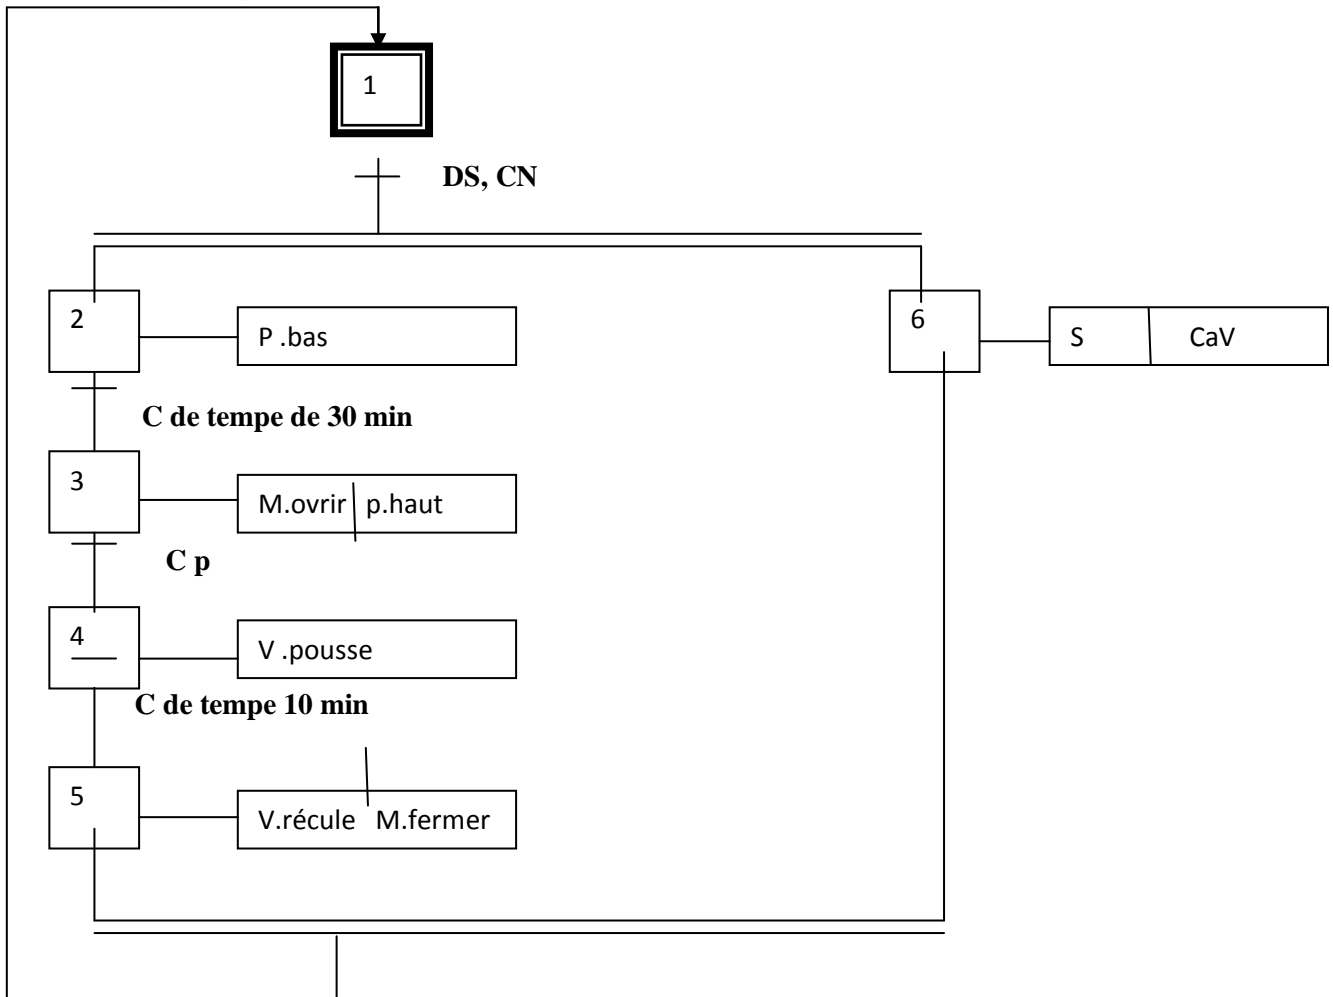 1
DS, CN
2
P .bas
6
S CaV
C de tempe de 30 min
3
M.ovrir p.haut
C p
4
V .pousse
C de tempe 10 min
5
V.récule M.fermer